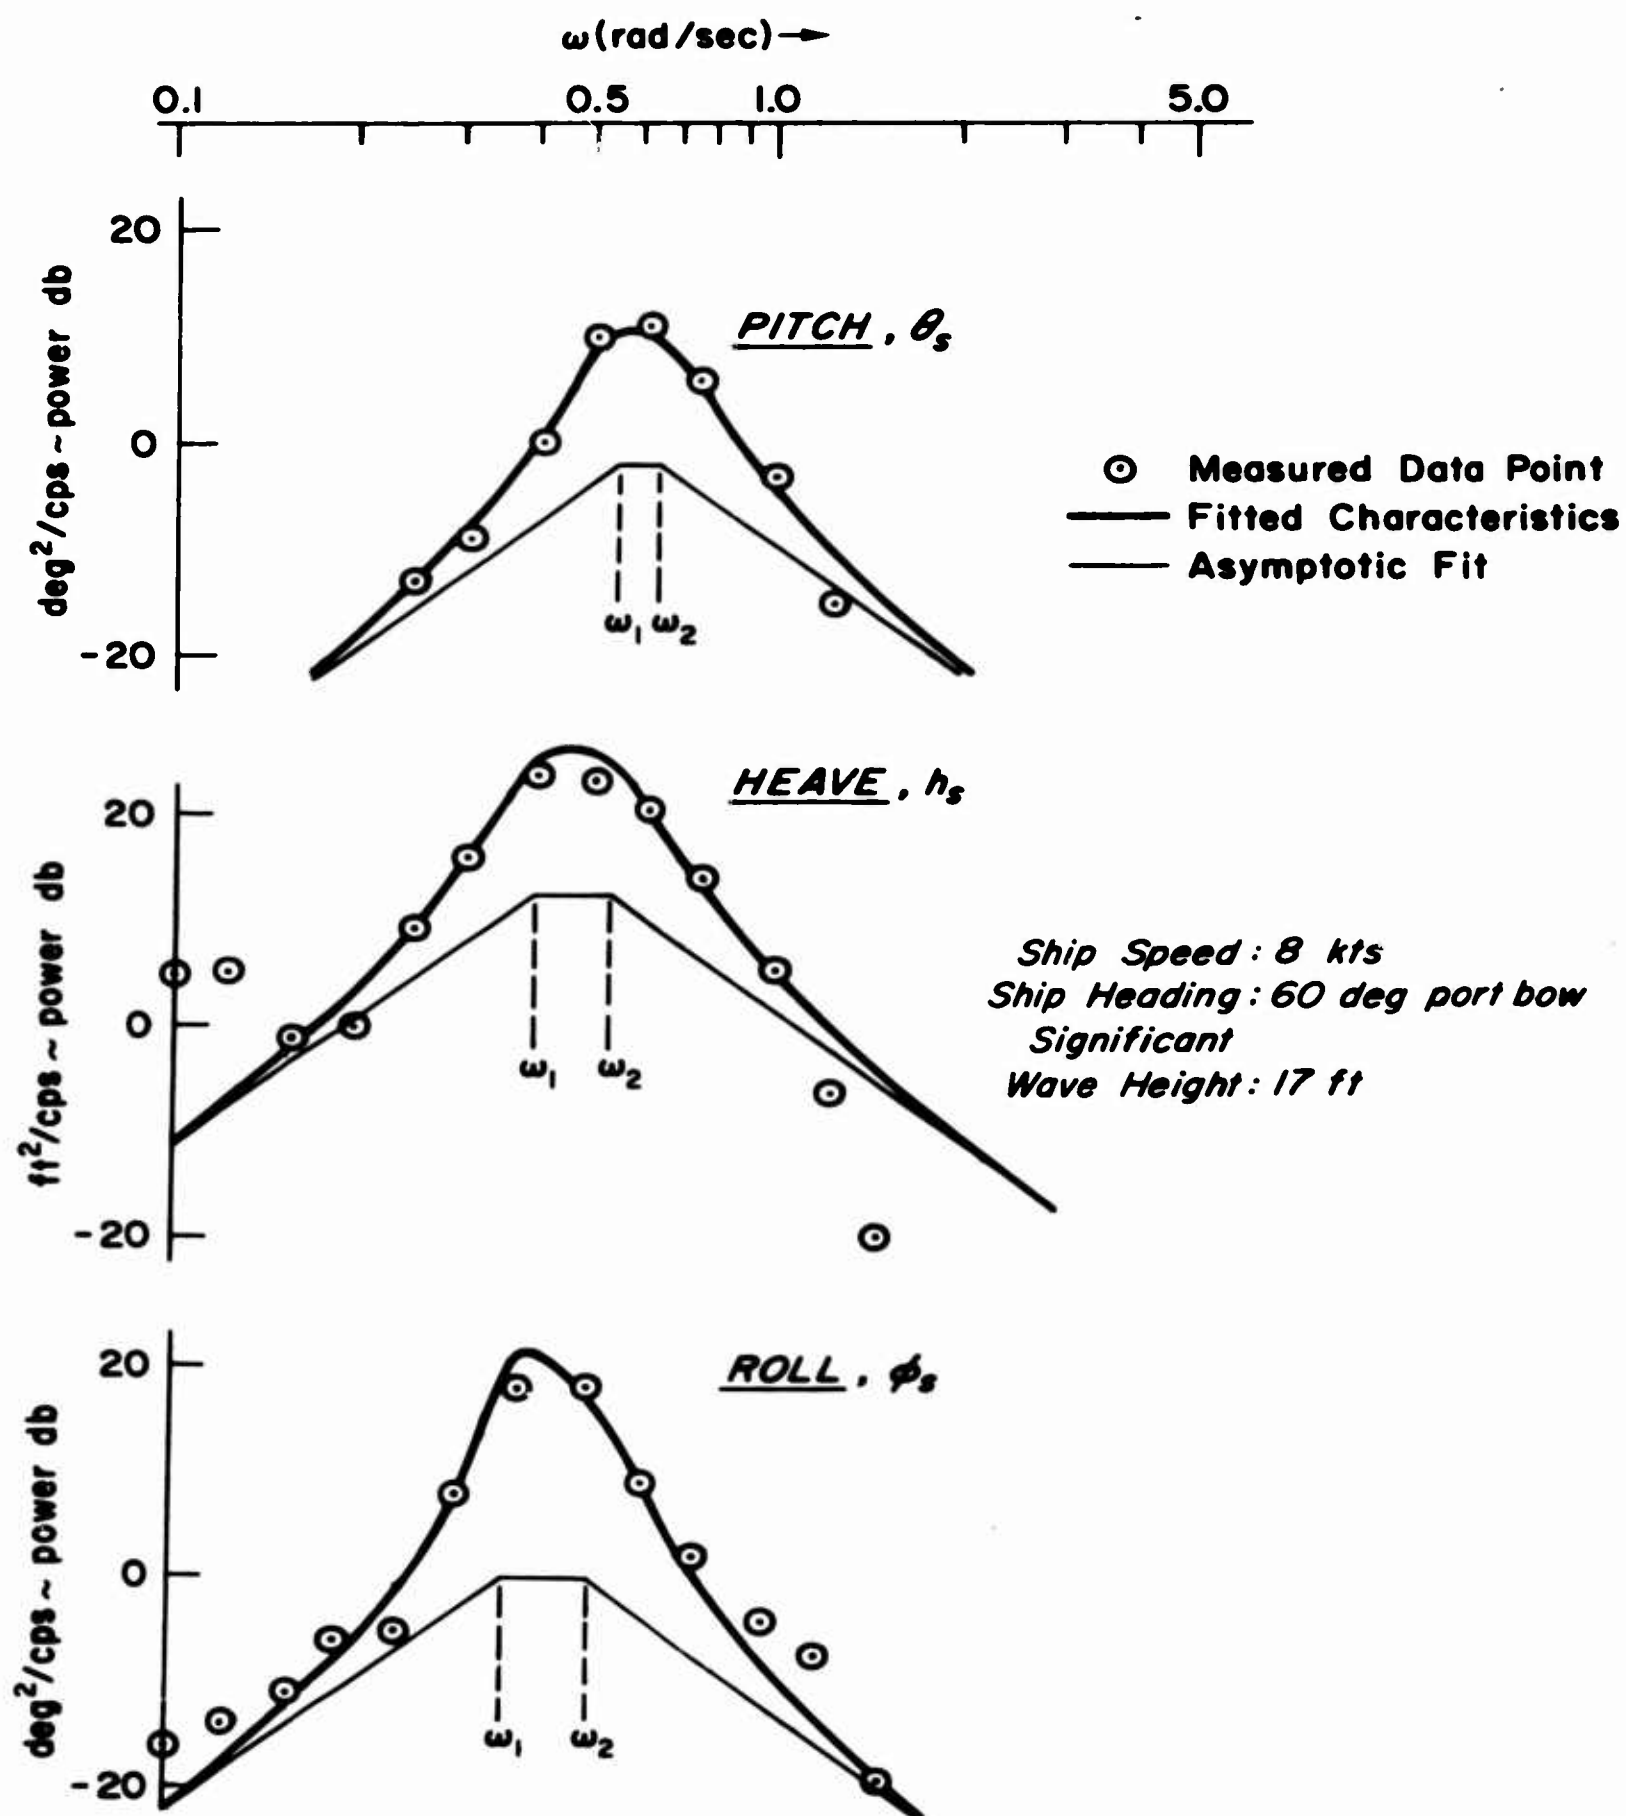 ω(rad/sec)→
0.1 0.5 1.0 5.0
deg²/cps ~ power db
20
0
-20
PITCH, θs
ω1 ω2
Measured Data Point
Fitted Characteristics
Asymptotic Fit
ft²/cps ~ power db
20
0
-20
HEAVE, hs
ω1 ω2
Ship Speed: 8 kts
Ship Heading: 60 deg port bow
Significant
Wave Height: 17 ft
deg²/cps ~ power db
20
0
-20
ROLL, ϕs
ω1 ω2